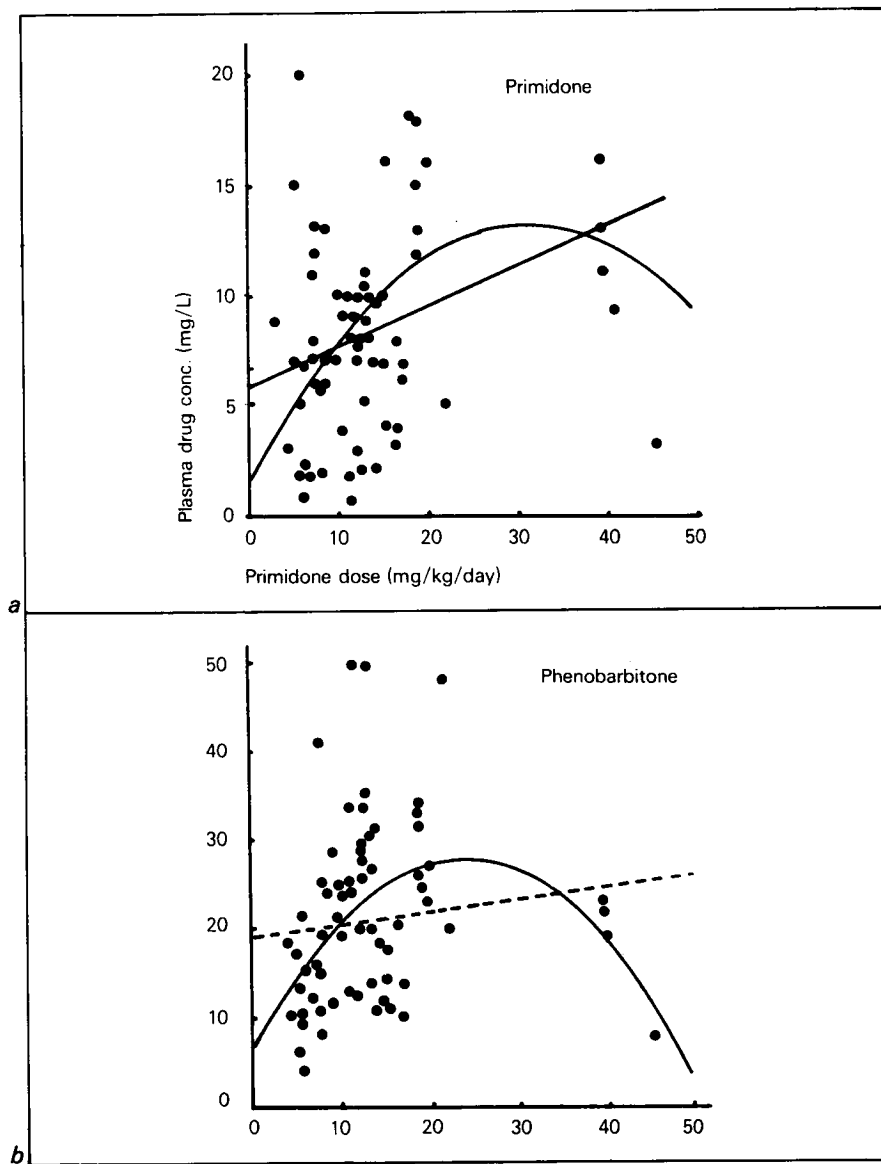 Primidone
Plasma drug conc. (mg/L)
20
15
10
5
0
0 10 20 30 40 50
Primidone dose (mg/kg/day)
a
Phenobarbitone
50
40
30
20
10
0
0 10 20 30 40 50
b